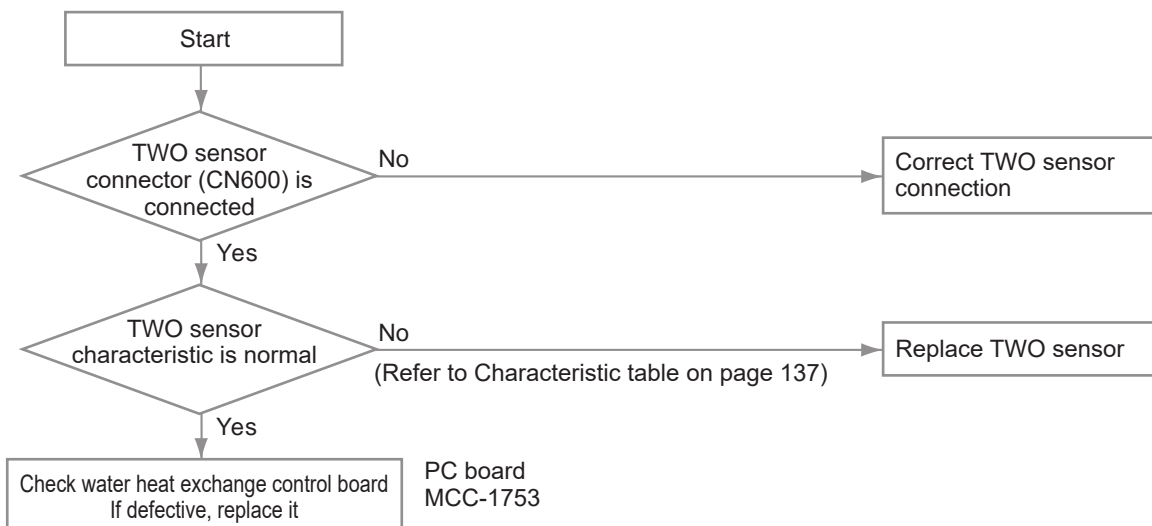 Start
TWO sensor
connector (CN600) is
connected
No
Correct TWO sensor
connection
Yes
TWO sensor
characteristic is normal
No
(Refer to Characteristic table on page 137)
Replace TWO sensor
Yes
Check water heat exchange control board
If defective, replace it
PC board
MCC-1753